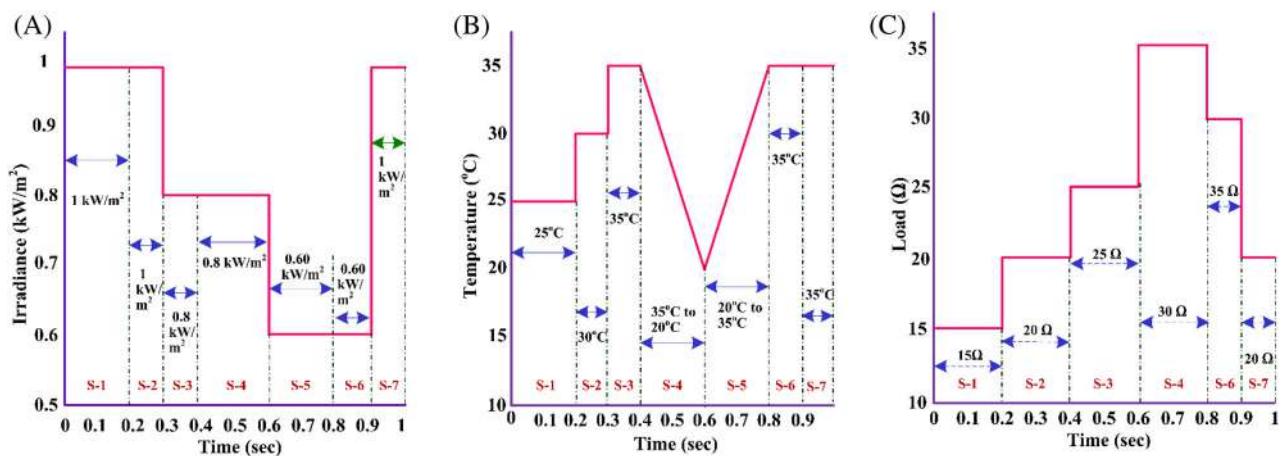 (A)
Irradiance (kW/m²)
1
0.9
0.8
0.7
0.6
0.5
1 kW/m²
1
kW/
m²
0.8
kW/
m²
0.8 kW/m²
0.60
kW/m²
0.60
kW/
m²
1
kW/
m²
S-1 S-2 S-3 S-4 S-5 S-6 S-7
0 0.1 0.2 0.3 0.4 0.5 0.6 0.7 0.8 0.9 1
Time (sec)
(B)
Temperature (°C)
35
30
25
20
15
10
25°C
30°C
35°C
35°C to
20°C
20°C to
35°C
35°C
35°C
S-1 S-2 S-3 S-4 S-5 S-6 S-7
0 0.1 0.2 0.3 0.4 0.5 0.6 0.7 0.8 0.9 1
Time (sec)
(C)
Load (Ω)
35
30
25
20
15
10
15Ω
20 Ω
25 Ω
30 Ω
35 Ω
20 Ω
S-1 S-2 S-3 S-4 S-6 S-7
0 0.1 0.2 0.3 0.4 0.5 0.6 0.7 0.8 0.9 1
Time (sec)